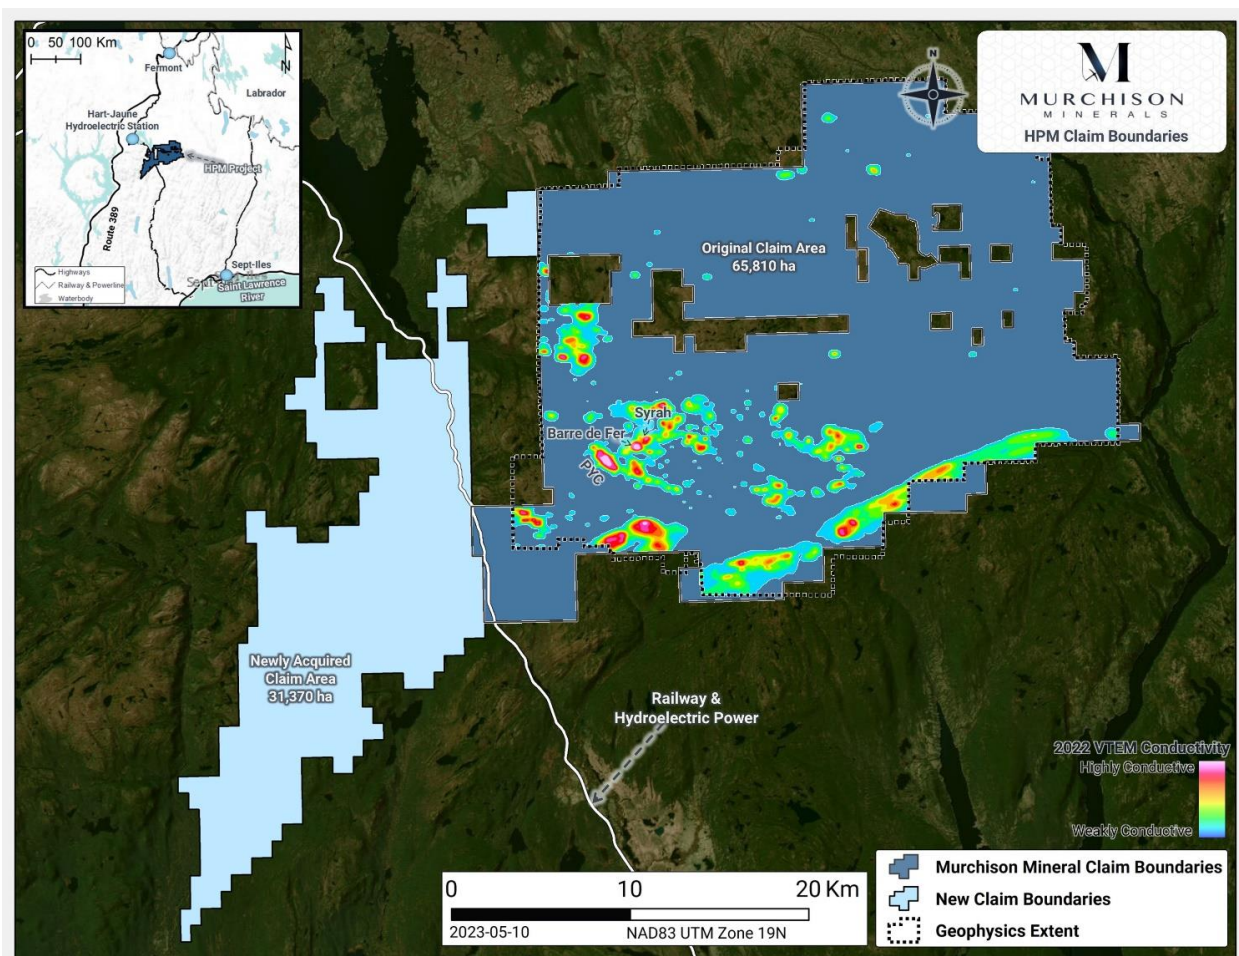 0 50 100 Km
N
Fermont
Labrador
Hart-Jaune
Hydroelectric Station
HPM Project
Route 389
Sept-Iles
Saint Lawrence
River
Highways
Railway & Powerline
Waterbody
N
MURCHISON
MINERALS
HPM Claim Boundaries
Original Claim Area
65,810 ha
Syrah
Barre de Fer
PYC
Newly Acquired
Claim Area
31,370 ha
Railway &
Hydroelectric Power
2022 VTEM Conductivity
Highly Conductive
Weakly Conductive
0 10 20 Km
2023-05-10 NAD83 UTM Zone 19N
Murchison Mineral Claim Boundaries
New Claim Boundaries
Geophysics Extent